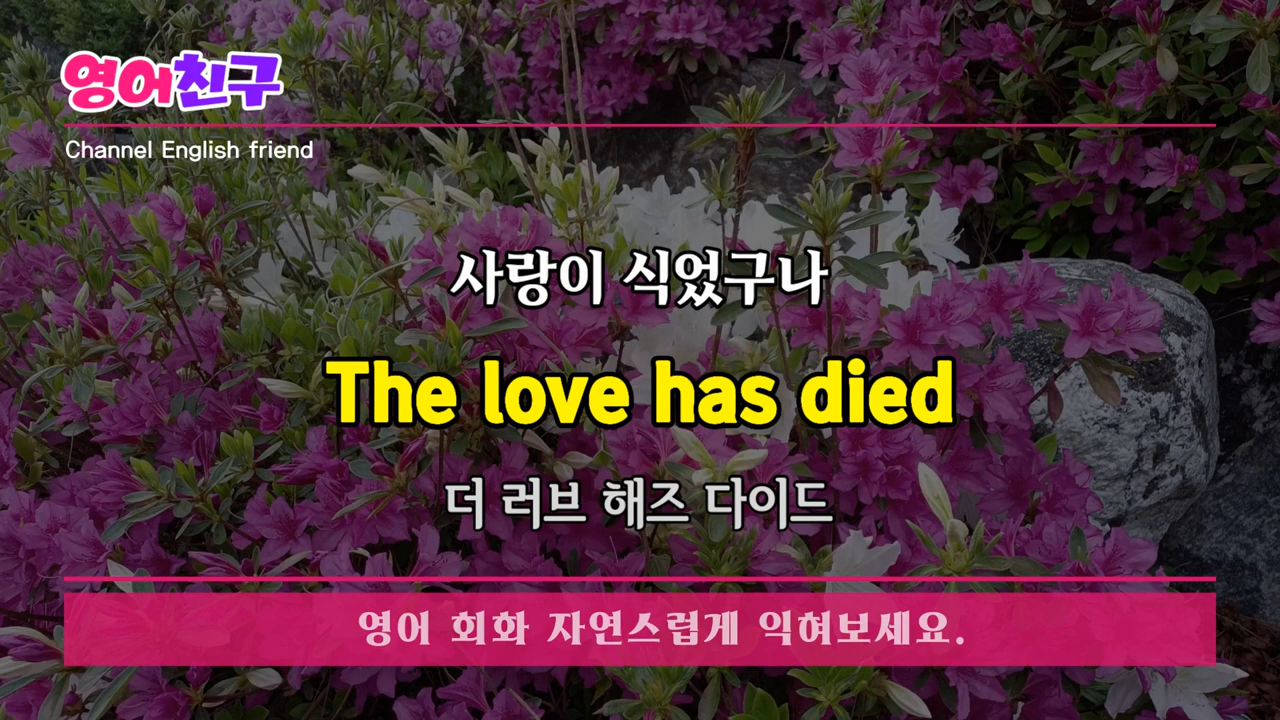 영어친구
Channel English friend
사랑이 식었구나
The love has died
더 러브 해즈 다이드
영어 회화 자연스럽게 익혀보세요.